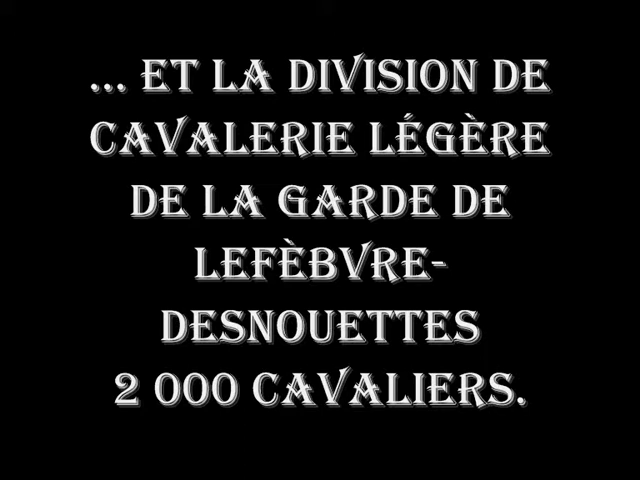 ... ET LA DIVISION DE
CAVALERIE LÉGÈRE
DE LA GARDE DE
LEFÈBVRE-
DESNOUETTES
2 000 CAVALIERS.